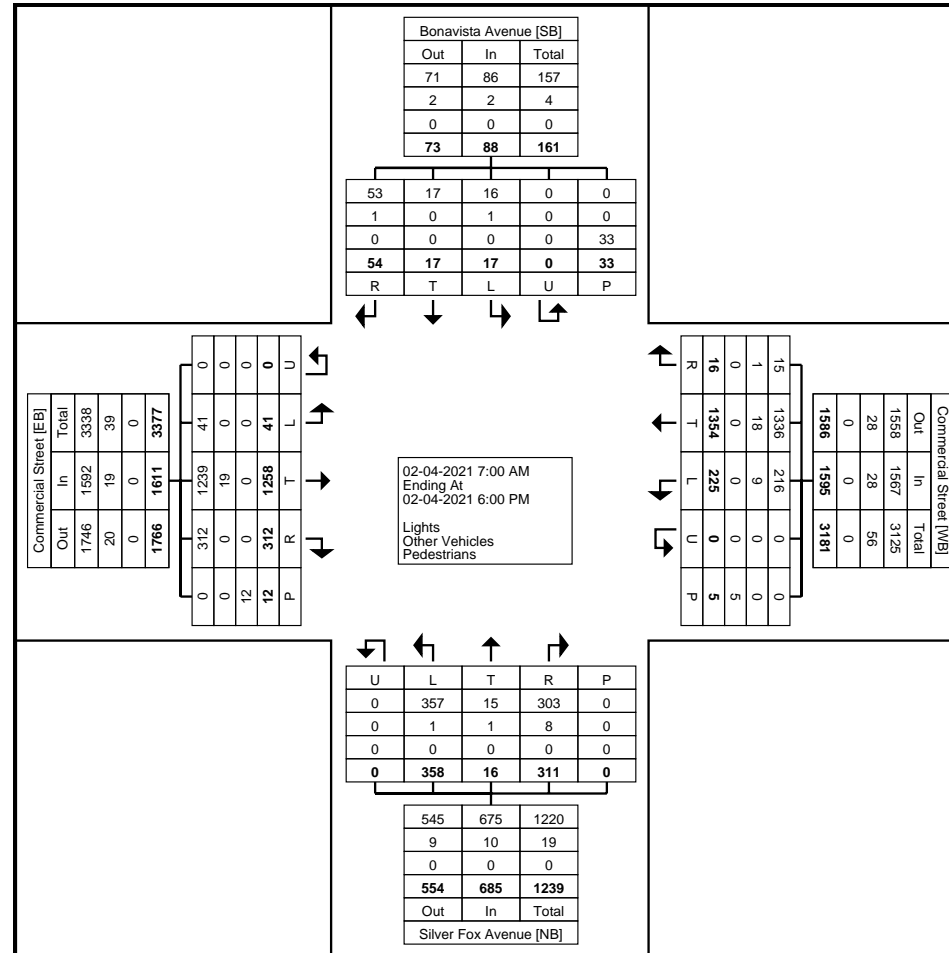 Bonavista Avenue [SB]
Out In Total
71 86 157
2 2 4
0 0 0
73 88 161
53 17 16 0 0
1 0 1 0 0
0 0 0 0 33
54 17 17 0 33
R T L U P
Commercial Street [EB]
Total In Out
3338 1592 1746
39 19 20
0 0 0
3377 1611 1766
0 41 1239 312 0
0 0 19 0 0
0 0 0 0 12
0 41 1258 312 12
U L T R P
02-04-2021 7:00 AM
Ending At
02-04-2021 6:00 PM
Lights
Other Vehicles
Pedestrians
R T L U P
16 1354 225 0 5
0 0 0 0 5
1 18 9 0 0
15 1336 216 0 0
1586 1595 3181
0 0 0
28 28 56
1558 1567 3125
Out In Total
Commercial Street [WB]
U L T R P
0 357 15 303 0
0 1 1 8 0
0 0 0 0 0
0 358 16 311 0
545 675 1220
9 10 19
0 0 0
554 685 1239
Out In Total
Silver Fox Avenue [NB]